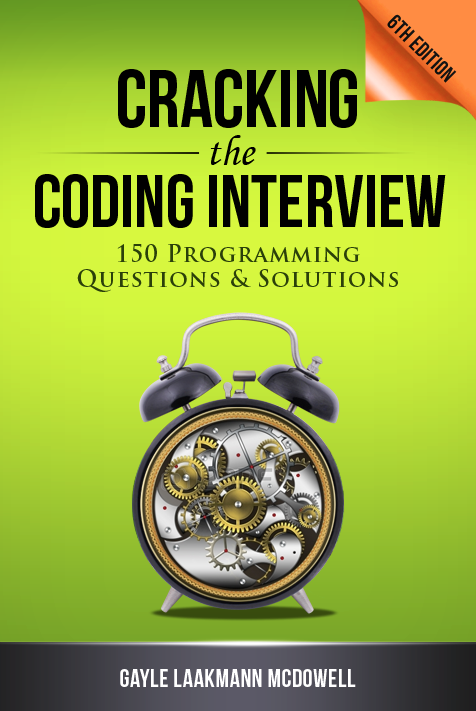 6TH EDITION
CRACKING
the
CODING INTERVIEW
150 PROGRAMMING
QUESTIONS & SOLUTIONS
GAYLE LAAKMANN MCDOWELL